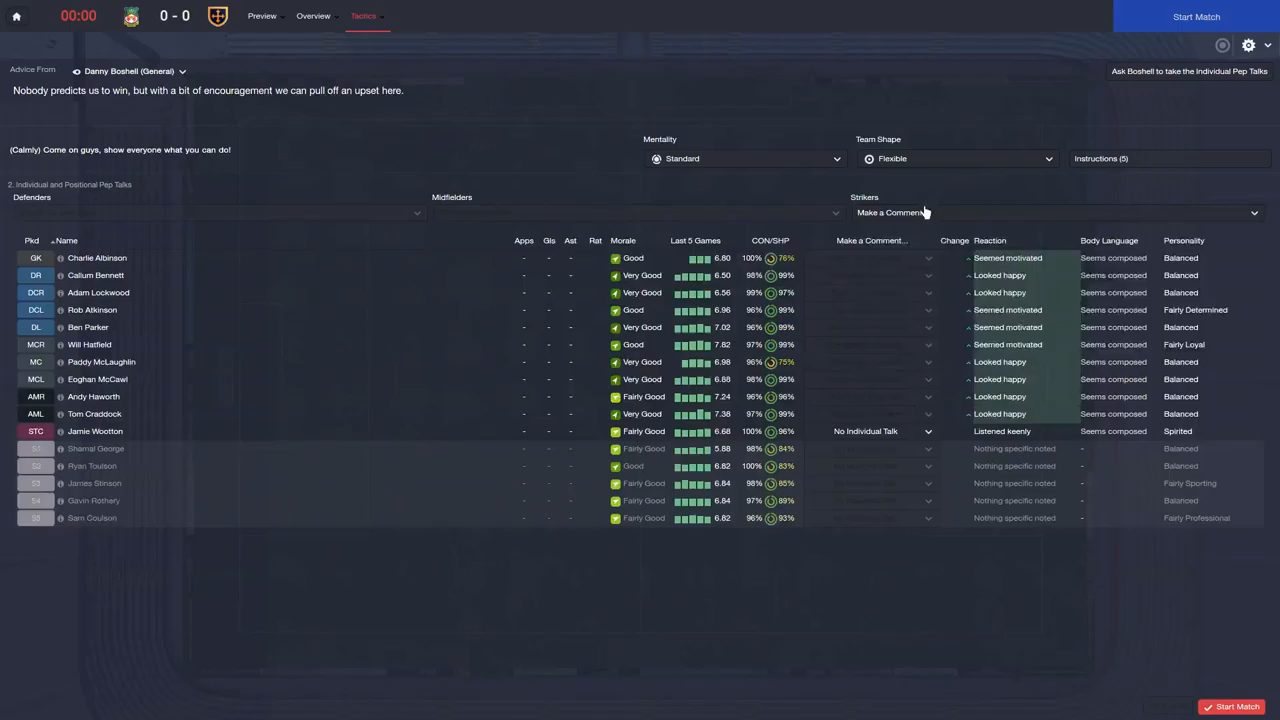 00:00 0 - 0 Preview Overview Tactics Start Match
Advice From Danny Boshell (General) Ask Boshell to take the Individual Pep Talks
Nobody predicts us to win, but with a bit of encouragement we can pull off an upset here.
Mentality Team Shape
(Calmly) Come on guys, show everyone what you can do!
Standard Flexible Instructions (5)
2. Individual and Positional Pep Talks
Defenders Midfielders Strikers
Make a Comment
Pkd Name Apps Gls Ast Rat Morale Last 5 Games CON/SHP Make a Comment... Change Reaction Body Language Personality
GK Charlie Albinson - - - Good 6.80 100% 76% Seemed motivated Seems composed Balanced
DR Callum Bennett - - - Very Good 6.50 98% 99% Looked happy Seems composed Balanced
DCR Adam Lockwood - - - Very Good 6.56 99% 97% Looked happy Seems composed Balanced
DCL Rob Atkinson - - - Good 6.96 96% 99% Seemed motivated Seems composed Fairly Determined
DL Ben Parker - - - Very Good 7.02 96% 99% Seemed motivated Seems composed Balanced
MCR Will Hatfield - - - Good 7.82 97% 99% Seemed motivated Seems composed Fairly Loyal
MC Paddy McLaughlin - - - Very Good 6.98 96% 75% Looked happy Seems composed Balanced
MCL Eoghan McCawl - - - Very Good 6.88 98% 99% Looked happy Seems composed Balanced
AMR Andy Haworth - - - Fairly Good 7.24 96% 96% Looked happy Seems composed Balanced
AML Tom Craddock - - - Very Good 7.38 97% 99% Looked happy Seems composed Balanced
STC Jamie Wootton - - - Fairly Good 6.68 100% 96% No Individual Talk Listened keenly Seems composed Spirited
S1 Shamal George - - - Fairly Good 5.88 98% 84% Nothing specific noted - Balanced
S2 Ryan Toulson - - - Good 6.82 100% 83% Nothing specific noted - Balanced
S3 James Stinson - - - Fairly Good 6.84 98% 85% Nothing specific noted - Fairly Sporting
S4 Gavin Rothery - - - Fairly Good 6.84 97% 89% Nothing specific noted - Balanced
S5 Sam Coulson - - - Fairly Good 6.82 96% 93% Nothing specific noted - Fairly Professional
Start Match